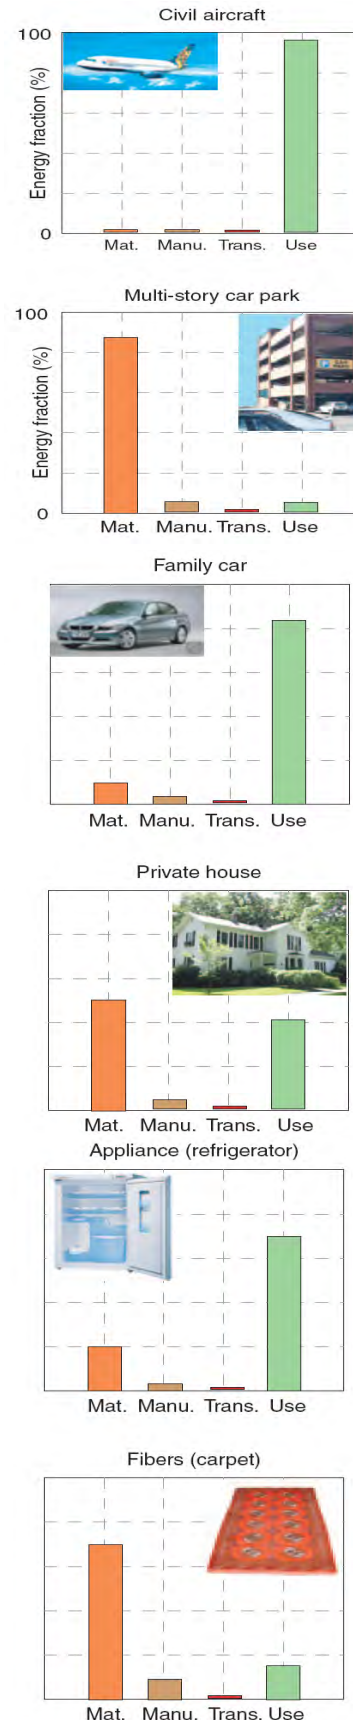 Civil aircraft
100
Energy fraction (%)
0
Mat. Manu. Trans. Use
Multi-story car park
100
Energy fraction (%)
0
Mat. Manu. Trans. Use
Family car
Mat. Manu. Trans. Use
Private house
Mat. Manu. Trans. Use
Appliance (refrigerator)
Mat. Manu. Trans. Use
Fibers (carpet)
Mat. Manu. Trans. Use